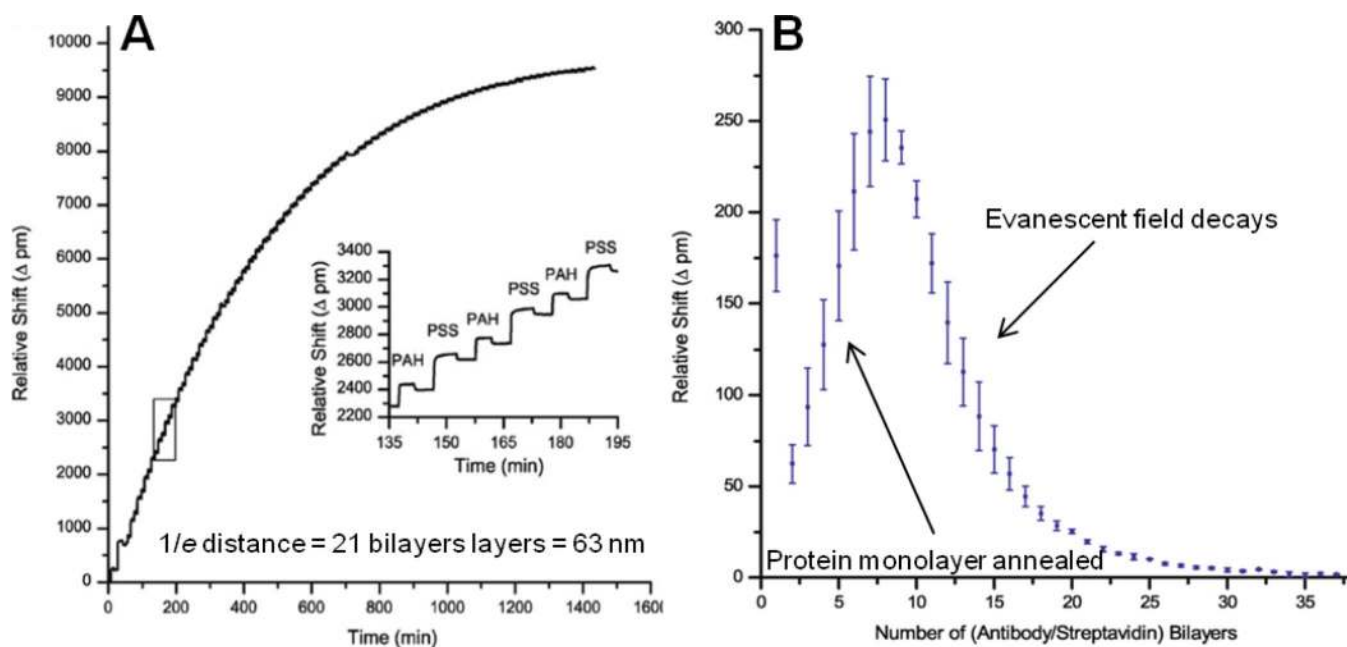 A
10000
9000
8000
7000
6000
5000
4000
3000
2000
1000
0
Relative Shift (Δ pm)
0 200 400 600 800 1000 1200 1400 1600
Time (min)
3400
3200
3000
2800
2600
2400
2200
Relative Shift (Δ pm)
PAH
PSS
PAH
PSS
PAH
PSS
135 150 165 180 195
Time (min)
1/e distance = 21 bilayers layers = 63 nm
B
300
250
200
150
100
50
0
Relative Shift (Δ pm)
Evanescent field decays
Protein monolayer annealed
0 5 10 15 20 25 30 35
Number of (Antibody/Streptavidin) Bilayers